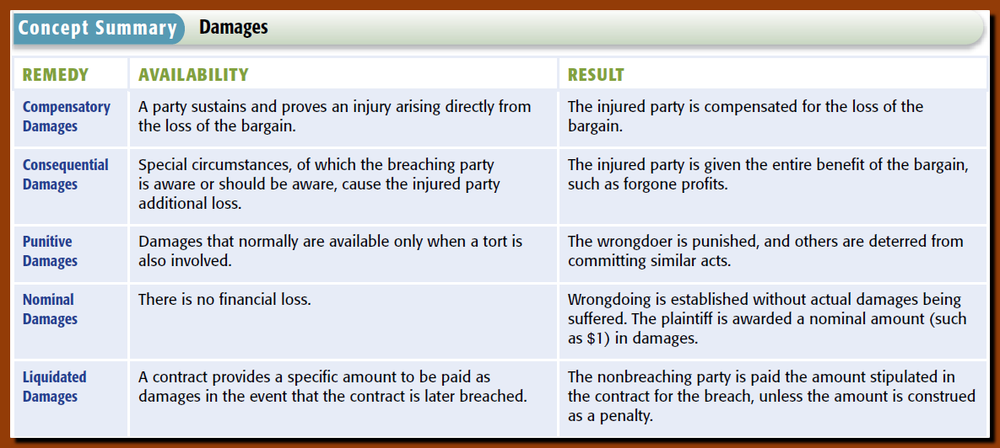 Concept Summary Damages
REMEDY AVAILABILITY RESULT
Compensatory
Damages
A party sustains and proves an injury arising directly from
the loss of the bargain.
The injured party is compensated for the loss of the
bargain.
Consequential
Damages
Special circumstances, of which the breaching party
is aware or should be aware, cause the injured party
additional loss.
The injured party is given the entire benefit of the bargain,
such as forgone profits.
Punitive
Damages
Damages that normally are available only when a tort is
also involved.
The wrongdoer is punished, and others are deterred from
committing similar acts.
Nominal
Damages
There is no financial loss.
Wrongdoing is established without actual damages being
suffered. The plaintiff is awarded a nominal amount (such
as $1) in damages.
Liquidated
Damages
A contract provides a specific amount to be paid as
damages in the event that the contract is later breached.
The nonbreaching party is paid the amount stipulated in
the contract for the breach, unless the amount is construed
as a penalty.